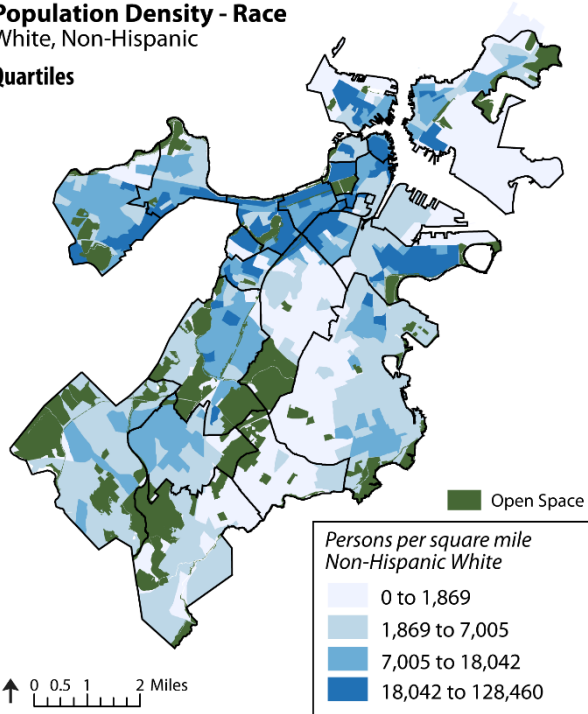 Population Density - Race
White, Non-Hispanic
Quartiles
Open Space
Persons per square mile
Non-Hispanic White
0 to 1,869
1,869 to 7,005
7,005 to 18,042
18,042 to 128,460
0 0.5 1 2 Miles